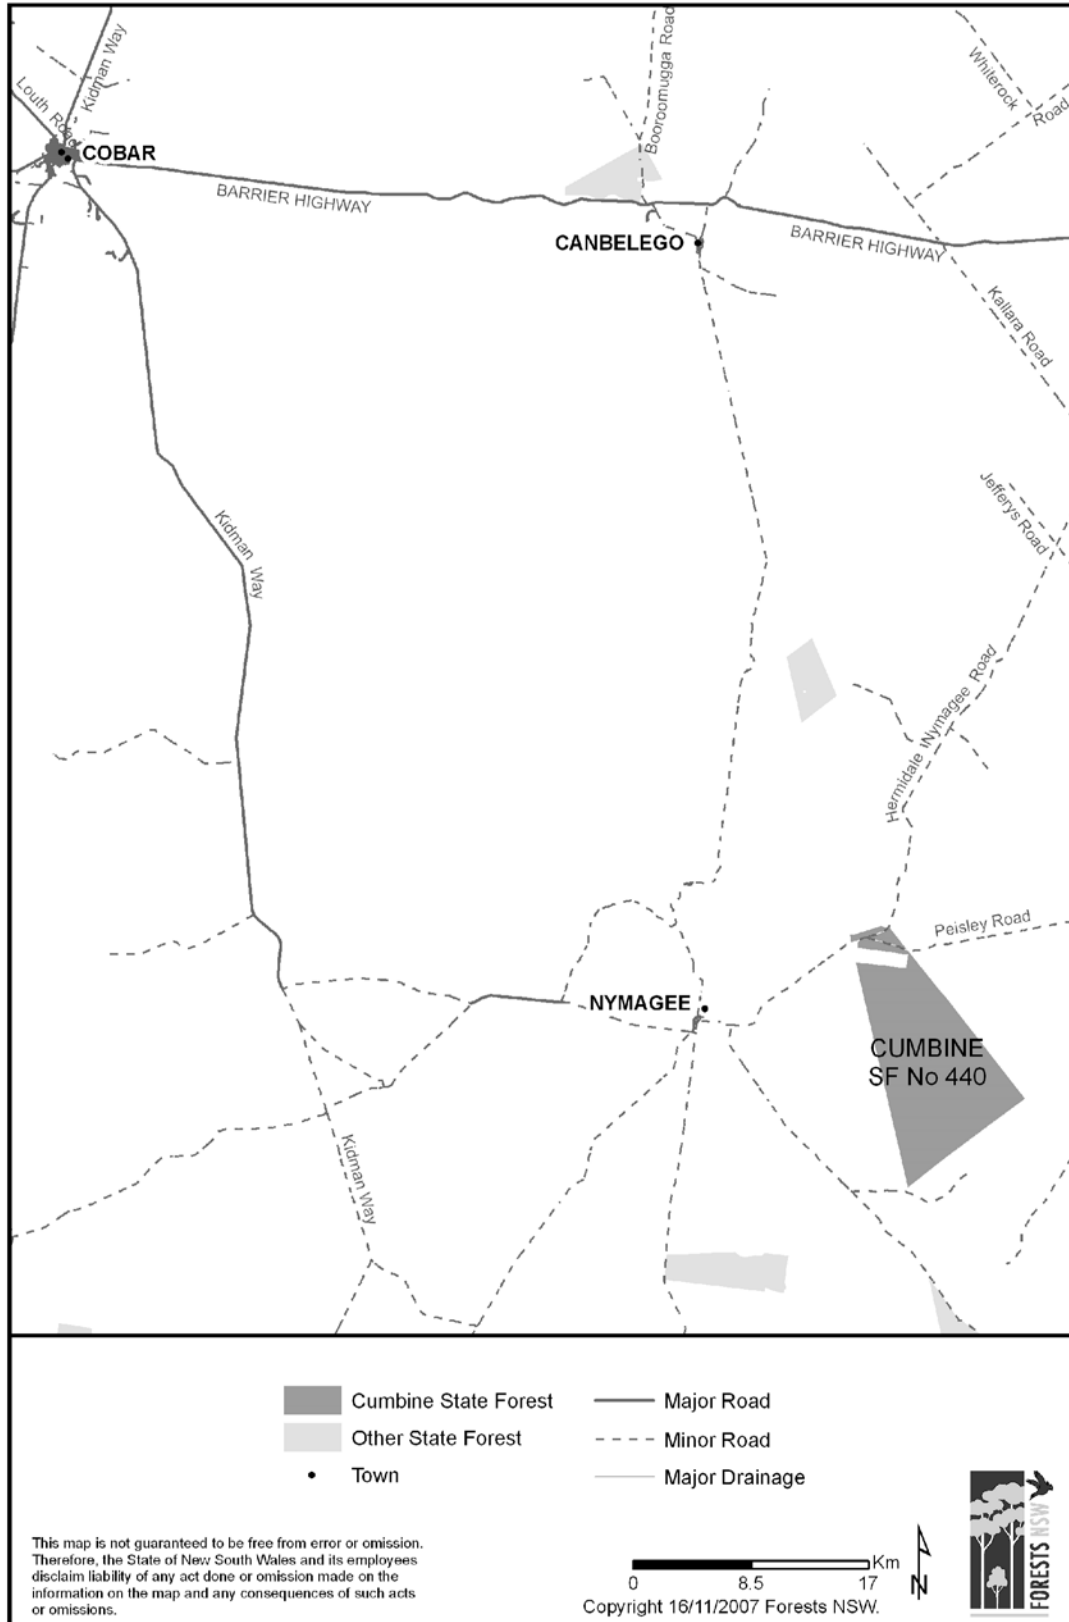 Kidman Way
Louth Road
COBAR
BARRIER HIGHWAY
Booroomugga Road
Whiterock
Road
CANBELEGO
BARRIER HIGHWAY
Kallara Road
Jefferys Road
Kidman Way
Hermidale Nymagee Road
Peisley Road
NYMAGEE
CUMBINE
SF No 440
Kidman Way
Cumbine State Forest
Other State Forest
Town
Major Road
Minor Road
Major Drainage
This map is not guaranteed to be free from error or omission.
Therefore, the State of New South Wales and its employees
disclaim liability of any act done or omission made on the
information on the map and any consequences of such acts
or omissions.
Km
0 8.5 17
Copyright 16/11/2007 Forests NSW.
N
FORESTS NSW